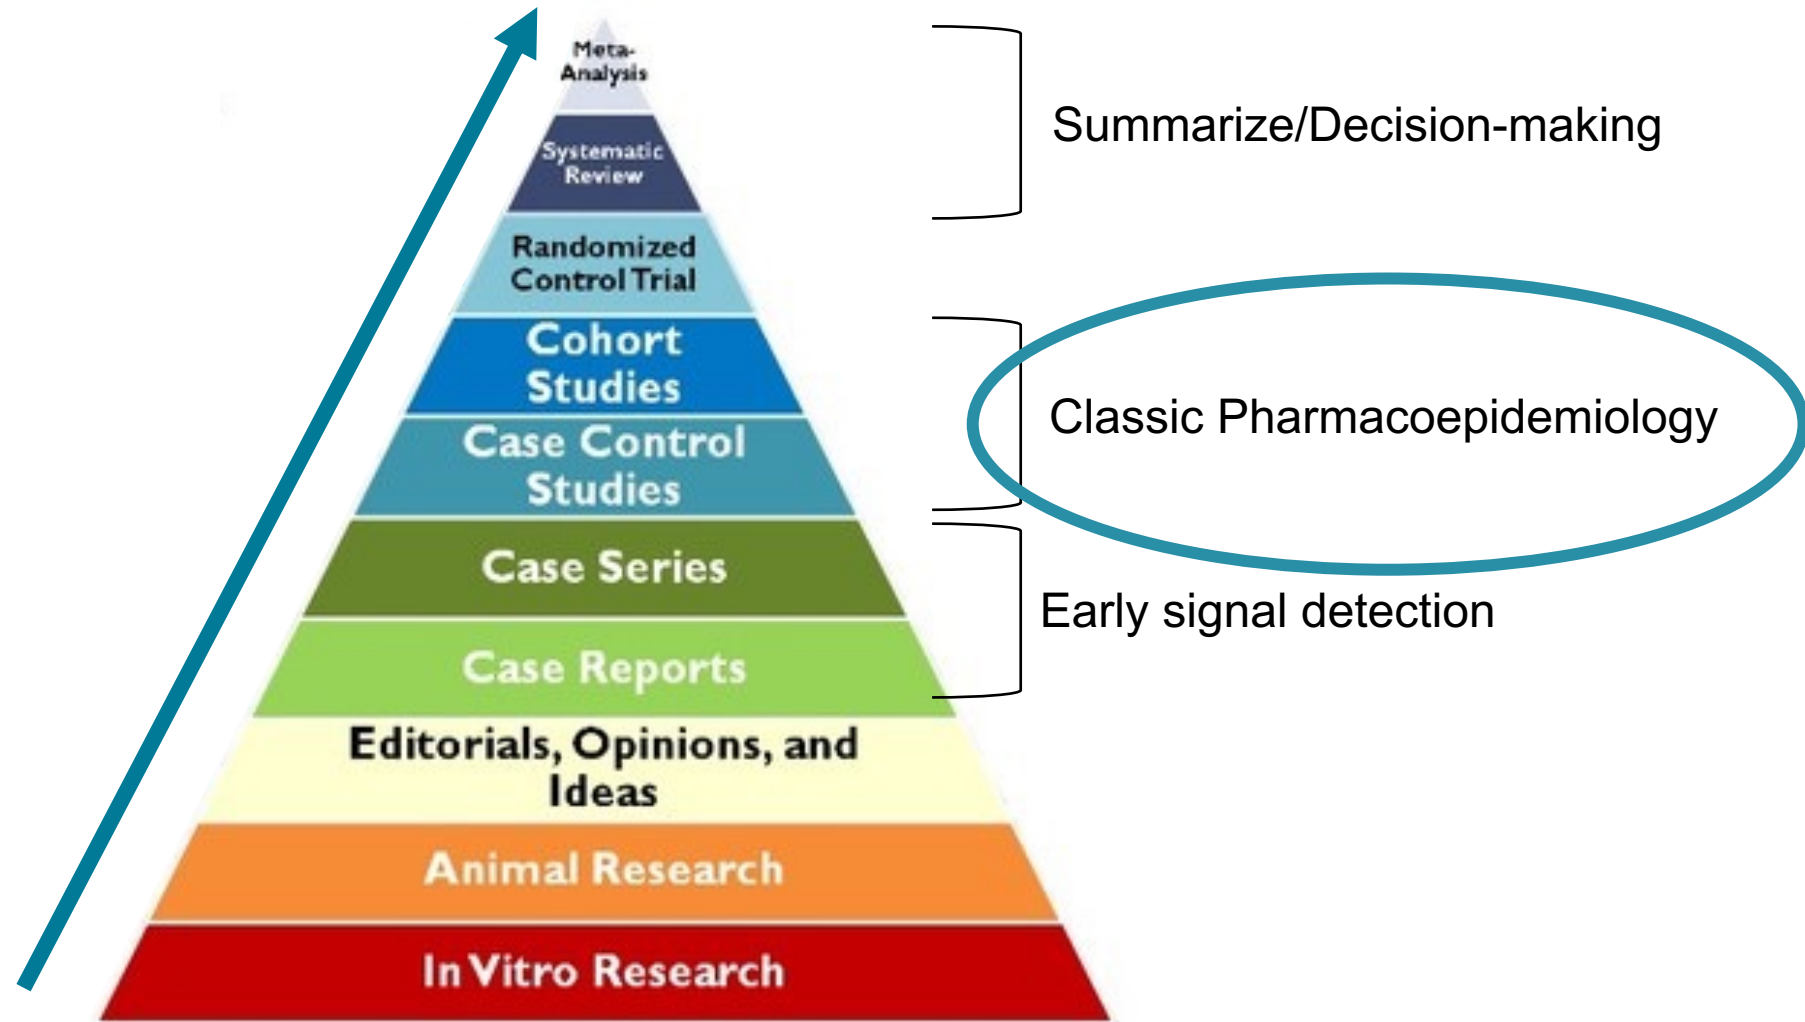 Meta-
Analysis
Systematic
Review
Randomized
Control Trial
Cohort
Studies
Case Control
Studies
Case Series
Case Reports
Editorials, Opinions, and
Ideas
Animal Research
In Vitro Research
Summarize/Decision-making
Classic Pharmacoepidemiology
Early signal detection